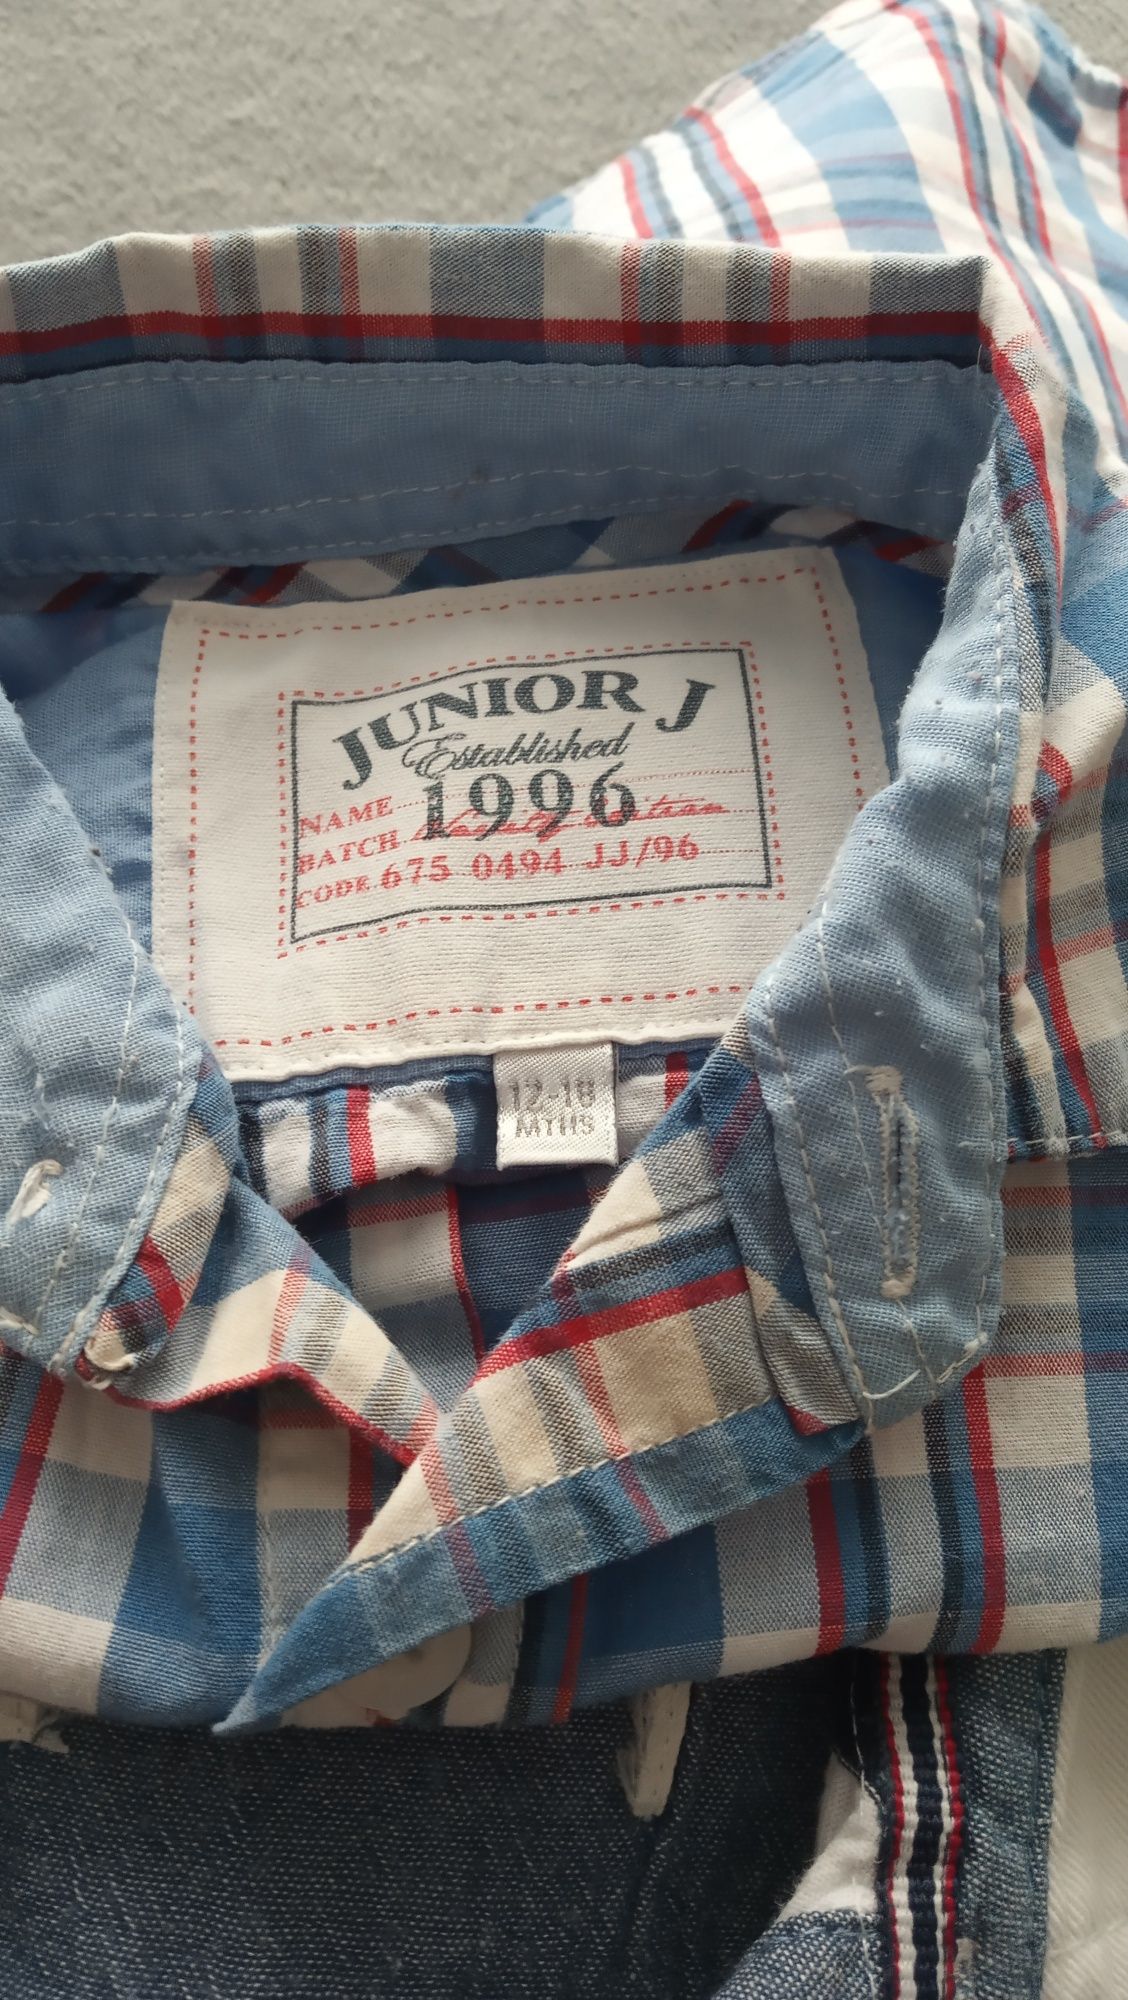 JUNIOR J
Established
1996
NAME
BATCH
CODE 675 0494 JJ/96
12-18
MTHS